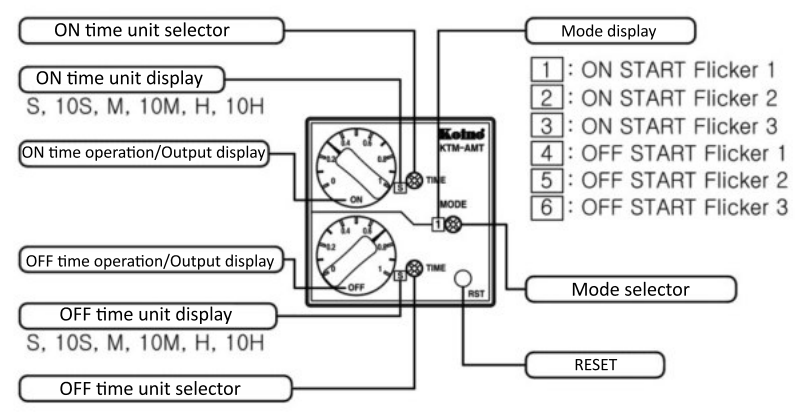 ON time unit selector
ON time unit display
S, 10S, M, 10M, H, 10H
ON time operation/Output display
OFF time operation/Output display
OFF time unit display
S, 10S, M, 10M, H, 10H
OFF time unit selector
Koino
KTM-AMT
0 0.2 0.4 0.6 0.8 1
ON
S
TIME
MODE
1
0 0.2 0.4 0.6 0.8 1
OFF
S
TIME
RST
Mode display
1 : ON START Flicker 1
2 : ON START Flicker 2
3 : ON START Flicker 3
4 : OFF START Flicker 1
5 : OFF START Flicker 2
6 : OFF START Flicker 3
Mode selector
RESET